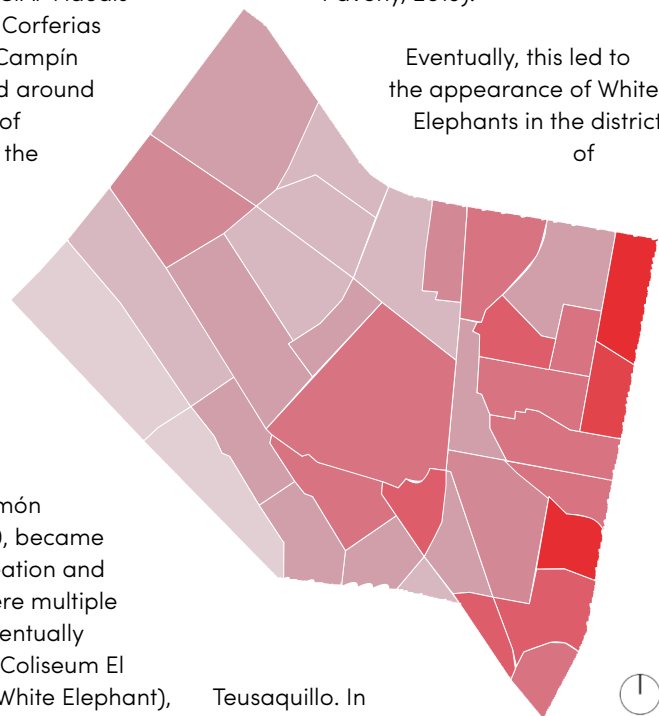 Corferias
Campín
d around
of
the
Eventually, this led to
the appearance of White
Elephants in the district
of
món
), became
ation and
ere multiple
entually
Coliseum El
White Elephant),
Teusaquillo. In